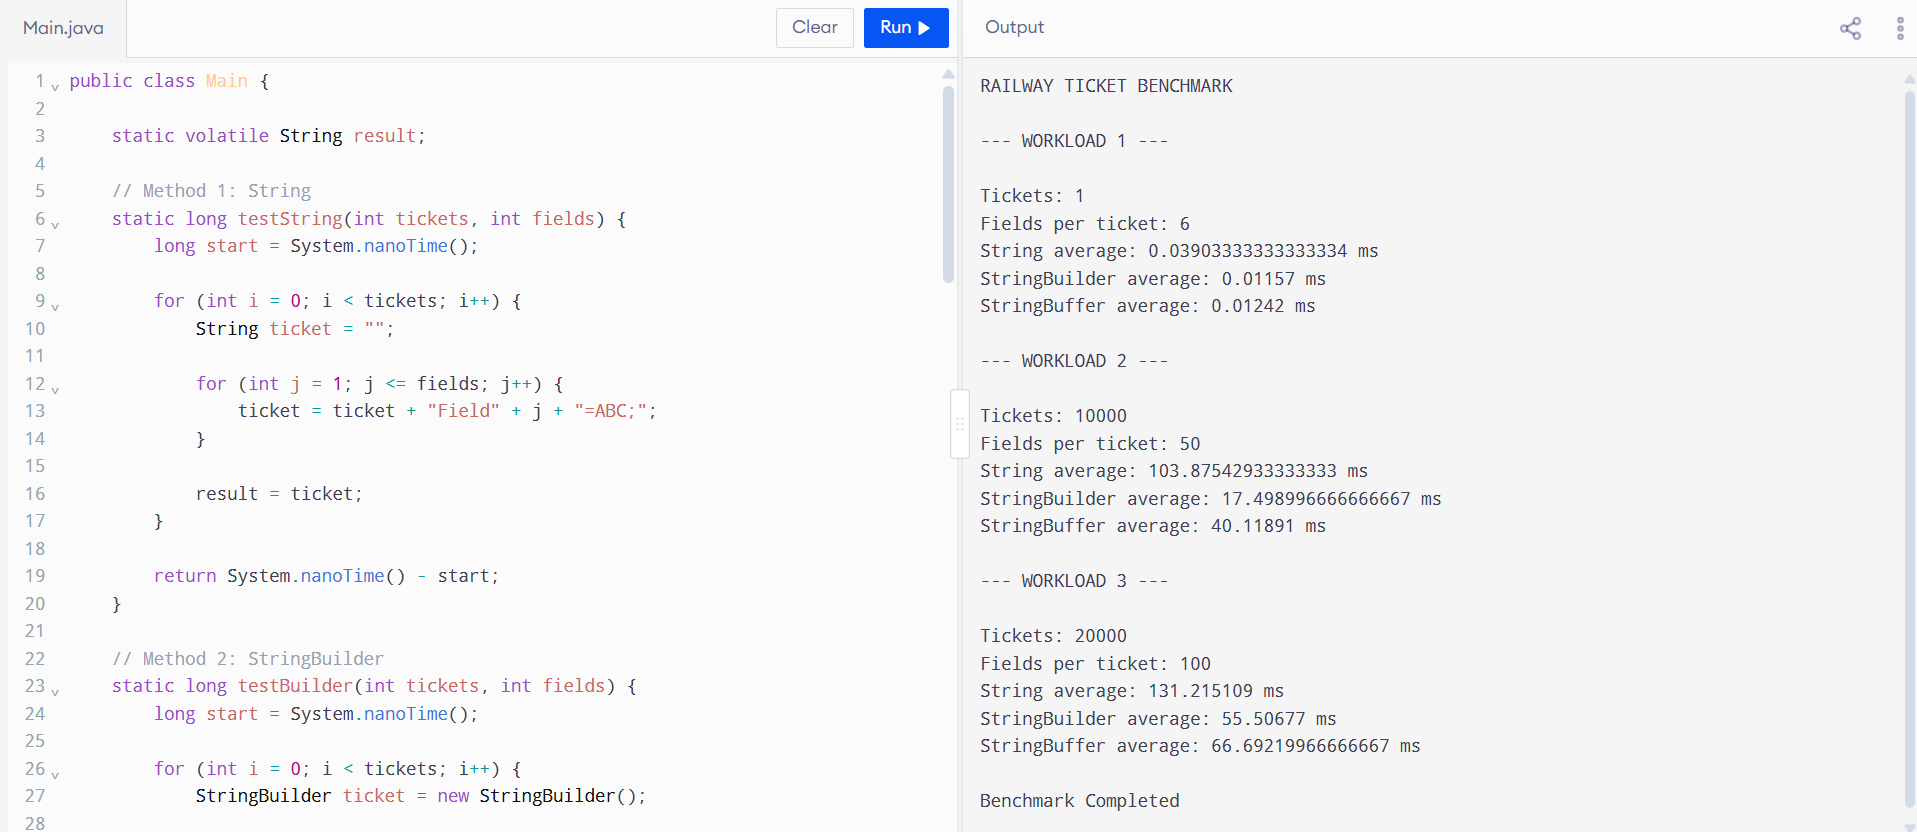 Main.java
Clear
Run
1 public class Main {
2
3 static volatile String result;
4
5 // Method 1: String
6 static long testString(int tickets, int fields) {
7 long start = System.nanoTime();
8
9 for (int i = 0; i < tickets; i++) {
10 String ticket = "";
11
12 for (int j = 1; j <= fields; j++) {
13 ticket = ticket + "Field" + j + "=ABC;";
14 }
15
16 result = ticket;
17 }
18
19 return System.nanoTime() - start;
20 }
21
22 // Method 2: StringBuilder
23 static long testBuilder(int tickets, int fields) {
24 long start = System.nanoTime();
25
26 for (int i = 0; i < tickets; i++) {
27 StringBuilder ticket = new StringBuilder();
28
Output
RAILWAY TICKET BENCHMARK
--- WORKLOAD 1 ---
Tickets: 1
Fields per ticket: 6
String average: 0.03903333333333334 ms
StringBuilder average: 0.01157 ms
StringBuffer average: 0.01242 ms
--- WORKLOAD 2 ---
Tickets: 10000
Fields per ticket: 50
String average: 103.87542933333333 ms
StringBuilder average: 17.498996666666667 ms
StringBuffer average: 40.11891 ms
--- WORKLOAD 3 ---
Tickets: 20000
Fields per ticket: 100
String average: 131.215109 ms
StringBuilder average: 55.50677 ms
StringBuffer average: 66.69219966666667 ms
Benchmark Completed